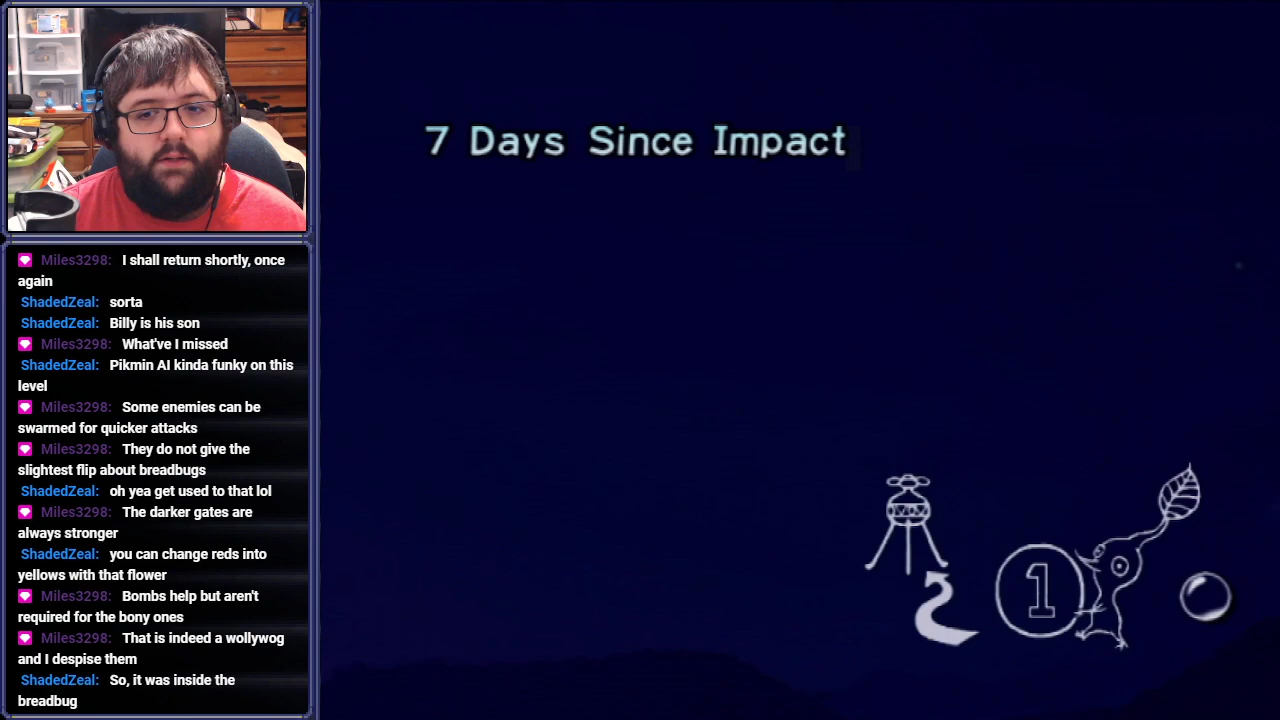 7 Days Since Impact
Miles3298: I shall return shortly, once
again
ShadedZeal: sorta
ShadedZeal: Billy is his son
Miles3298: What've I missed
ShadedZeal: Pikmin AI kinda funky on this
level
Miles3298: Some enemies can be
swarmed for quicker attacks
Miles3298: They do not give the
slightest flip about breadbugs
ShadedZeal: oh yea get used to that lol
Miles3298: The darker gates are
always stronger
ShadedZeal: you can change reds into
yellows with that flower
Miles3298: Bombs help but aren't
required for the bony ones
Miles3298: That is indeed a wollywog
and I despise them
ShadedZeal: So, it was inside the
breadbug
1